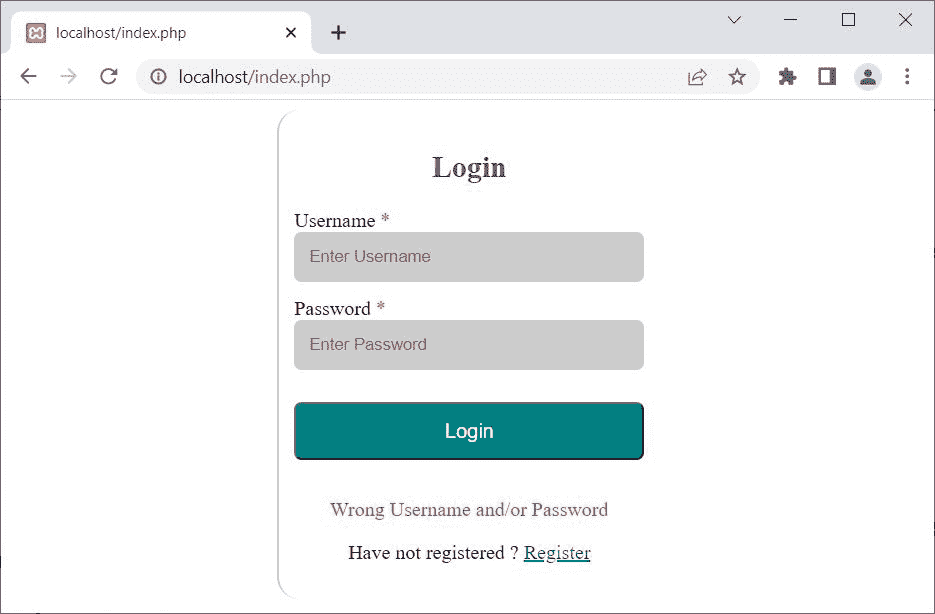 localhost/index.php
localhost/index.php
Login
Username *
Enter Username
Password *
Enter Password
Login
Wrong Username and/or Password
Have not registered ? Register